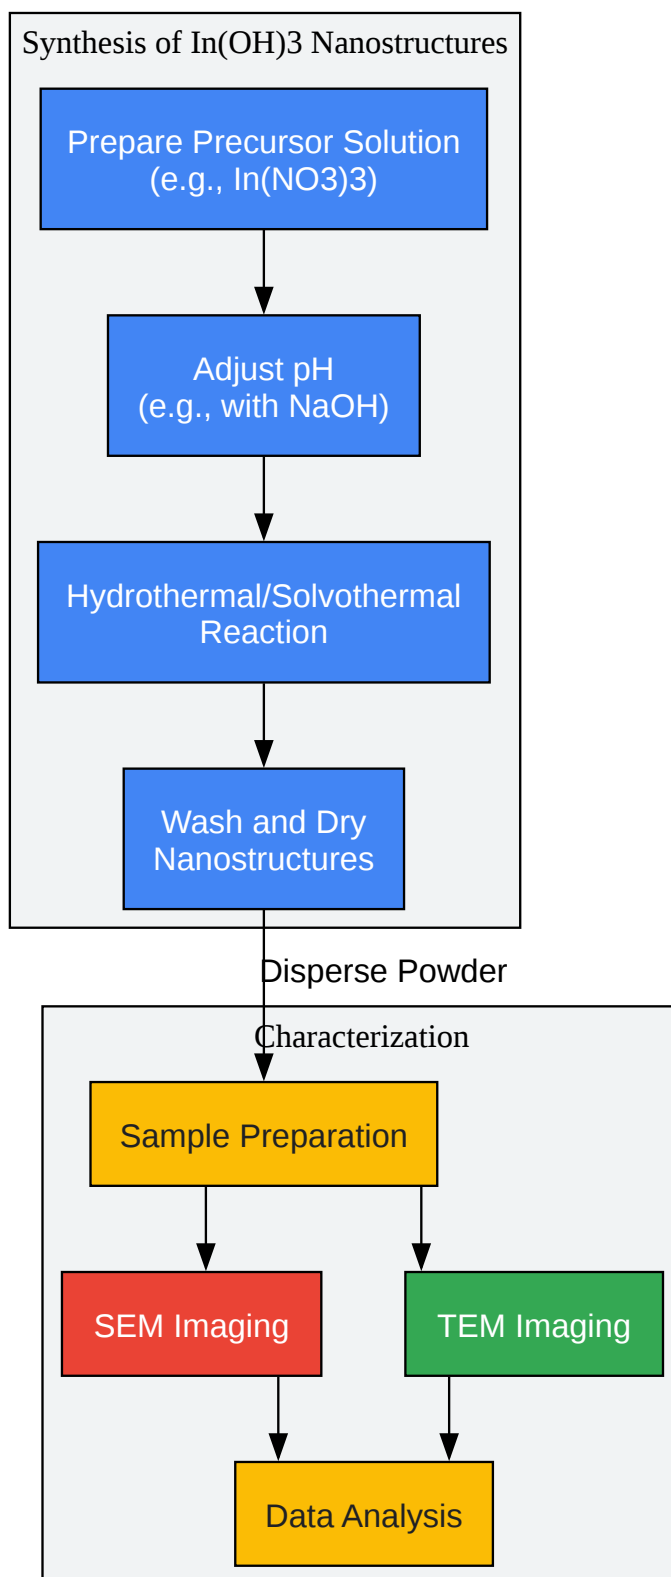 Synthesis of In(OH)3 Nanostructures
Prepare Precursor Solution
(e.g., In(NO3)3)
Adjust pH
(e.g., with NaOH)
Hydrothermal/Solvothermal
Reaction
Wash and Dry
Nanostructures
Disperse Powder
Characterization
Sample Preparation
SEM Imaging
TEM Imaging
Data Analysis